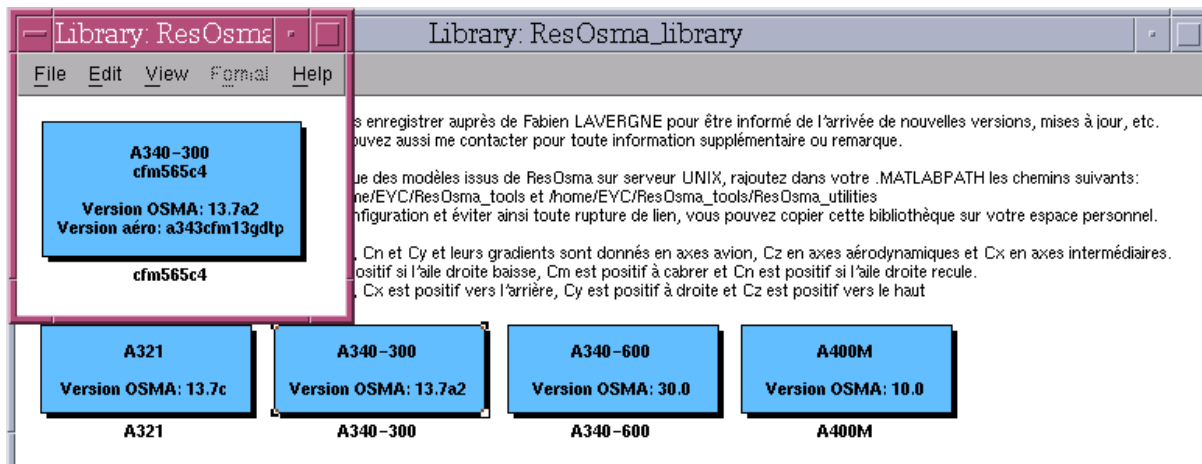 Library: ResOsma
Library: ResOsma_library
File Edit View Format Help
A340-300
cfm565c4
Version OSMA: 13.7a2
Version aéro: a343cfm13gdtp
cfm565c4
s enregistrer auprès de Fabien LAVERGNE pour être informé de l'arrivée de nouvelles versions, mises à jour, etc.
ouvez aussi me contacter pour toute information supplémentaire ou remarque.
ue des modèles issus de ResOsma sur serveur UNIX, rajoutez dans votre .MATLABPATH les chemins suivants:
me/EYC/ResOsma_tools et /home/EYC/ResOsma_tools/ResOsma_utilities
nfiguration et éviter ainsi toute rupture de lien, vous pouvez copier cette bibliothèque sur votre espace personnel.
, Cn et Cy et leurs gradients sont donnés en axes avion, Cz en axes aérodynamiques et Cx en axes intermédiaires.
ositif si l'aile droite baisse, Cm est positif à cabrer et Cn est positif si l'aile droite recule.
, Cx est positif vers l'arrière, Cy est positif à droite et Cz est positif vers le haut
A321
Version OSMA: 13.7c
A321
A340-300
Version OSMA: 13.7a2
A340-300
A340-600
Version OSMA: 30.0
A340-600
A400M
Version OSMA: 10.0
A400M